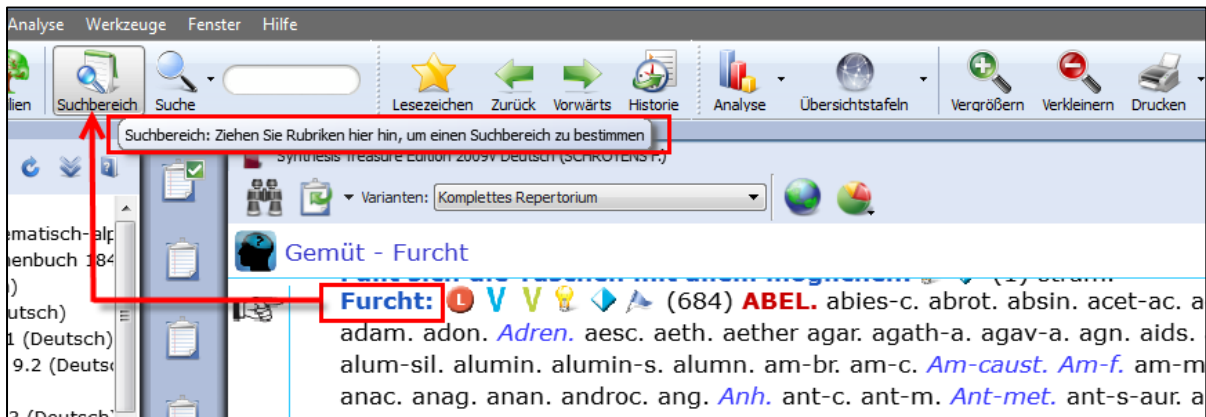 Analyse Werkzeuge Fenster Hilfe
Suchbereich Suche Lesezeichen Zurück Vorwärts Historie Analyse Übersichtstafeln Vergrößern Verkleinern Drucken
Suchbereich: Ziehen Sie Rubriken hier hin, um einen Suchbereich zu bestimmen
Synthesis Treasure Edition 2009V Deutsch (SCHROYENS F.)
Varianten: Komplettes Repertorium
Gemüt - Furcht
Furcht: L V V (684) ABEL. abies-c. abrot. absin. acet-ac. a
adam. adon. Adren. aesc. aeth. aether agar. agath-a. agav-a. agn. aids.
1 (Deutsch)
alum-sil. alumin. alumin-s. alumn. am-br. am-c. Am-caust. Am-f. am-m
9.2
anac. anag. anan. androc. ang. Anh. ant-c. ant-m. Ant-met. ant-s-aur. a